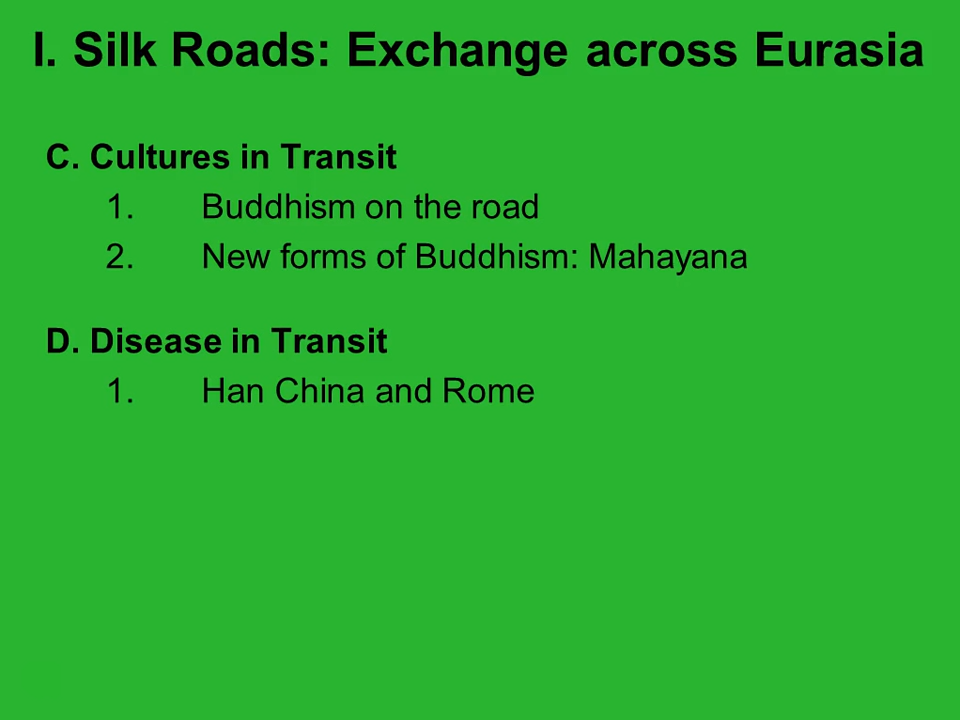 I. Silk Roads: Exchange across Eurasia
C. Cultures in Transit
1. Buddhism on the road
2. New forms of Buddhism: Mahayana
D. Disease in Transit
1. Han China and Rome